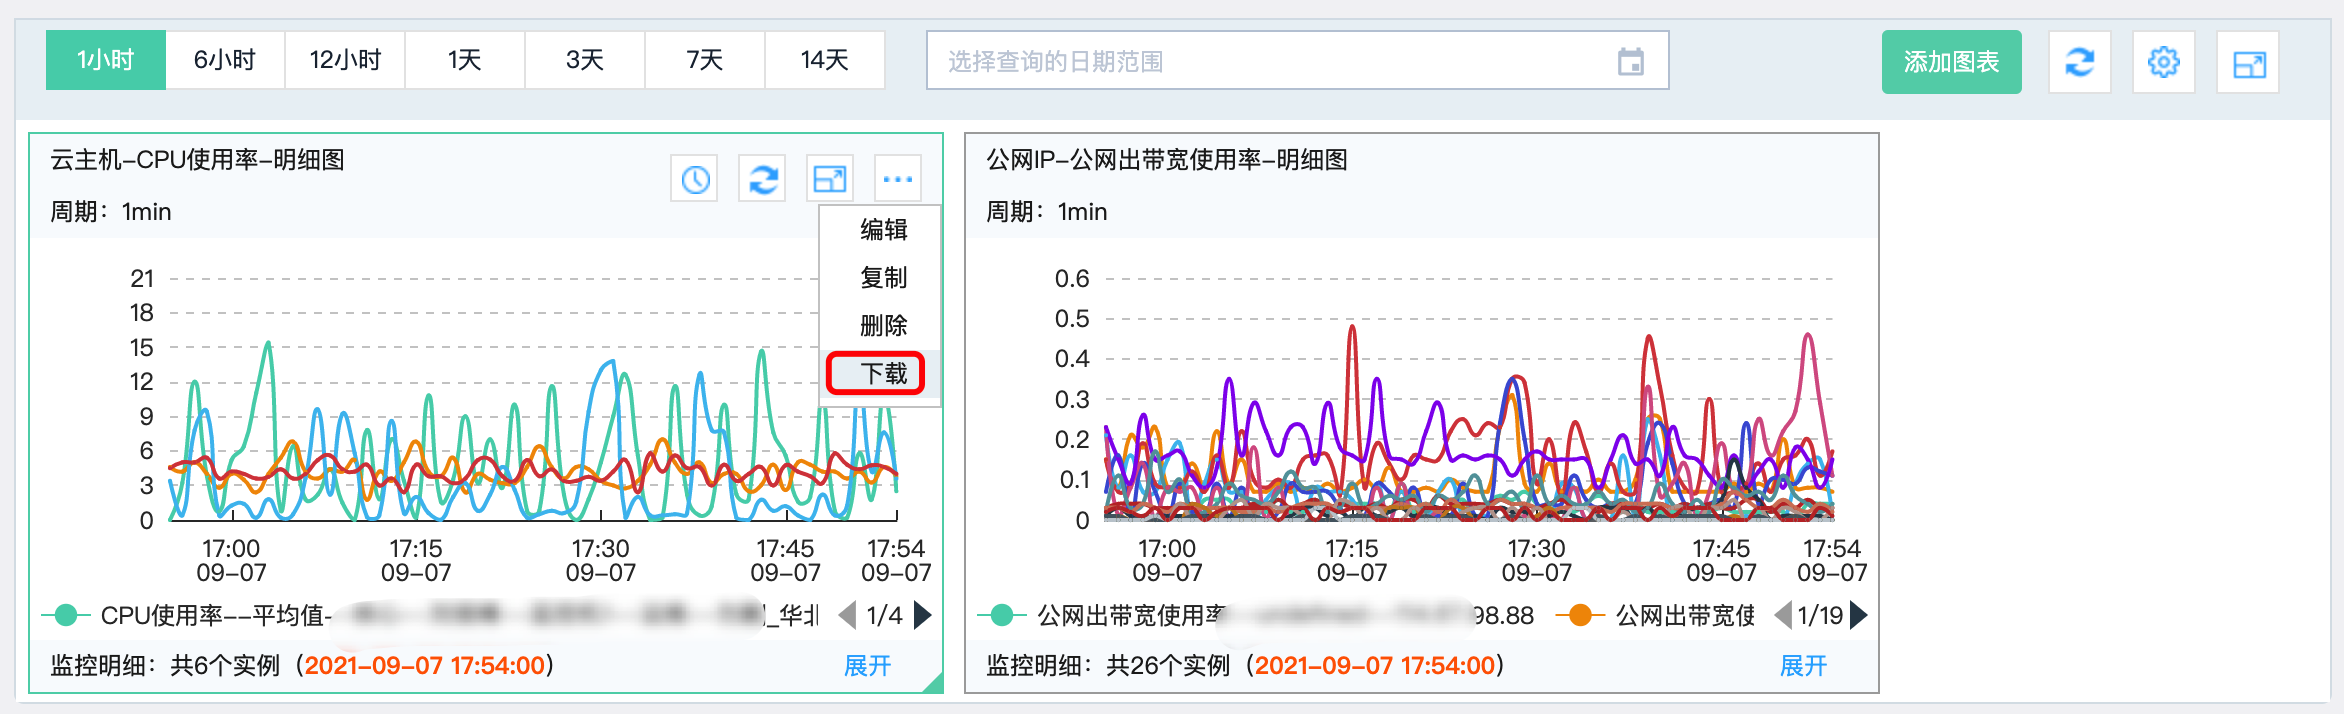 1小时 6小时 12小时 1天 3天 7天 14天 选择查询的日期范围 添加图表
云主机-CPU使用率-明细图
周期：1min
编辑
复制
删除
下载
21
18
15
12
9
6
3
0
17:00 17:15 17:30 17:45 17:54
09-07 09-07 09-07 09-07 09-07
CPU使用率--平均值- _华北 1/4
监控明细：共6个实例（2021-09-07 17:54:00） 展开
公网IP-公网出带宽使用率-明细图
周期：1min
0.6
0.5
0.4
0.3
0.2
0.1
0
17:00 17:15 17:30 17:45 17:54
09-07 09-07 09-07 09-07 09-07
公网出带宽使用率 98.88 公网出带宽使 1/19
监控明细：共26个实例（2021-09-07 17:54:00） 展开